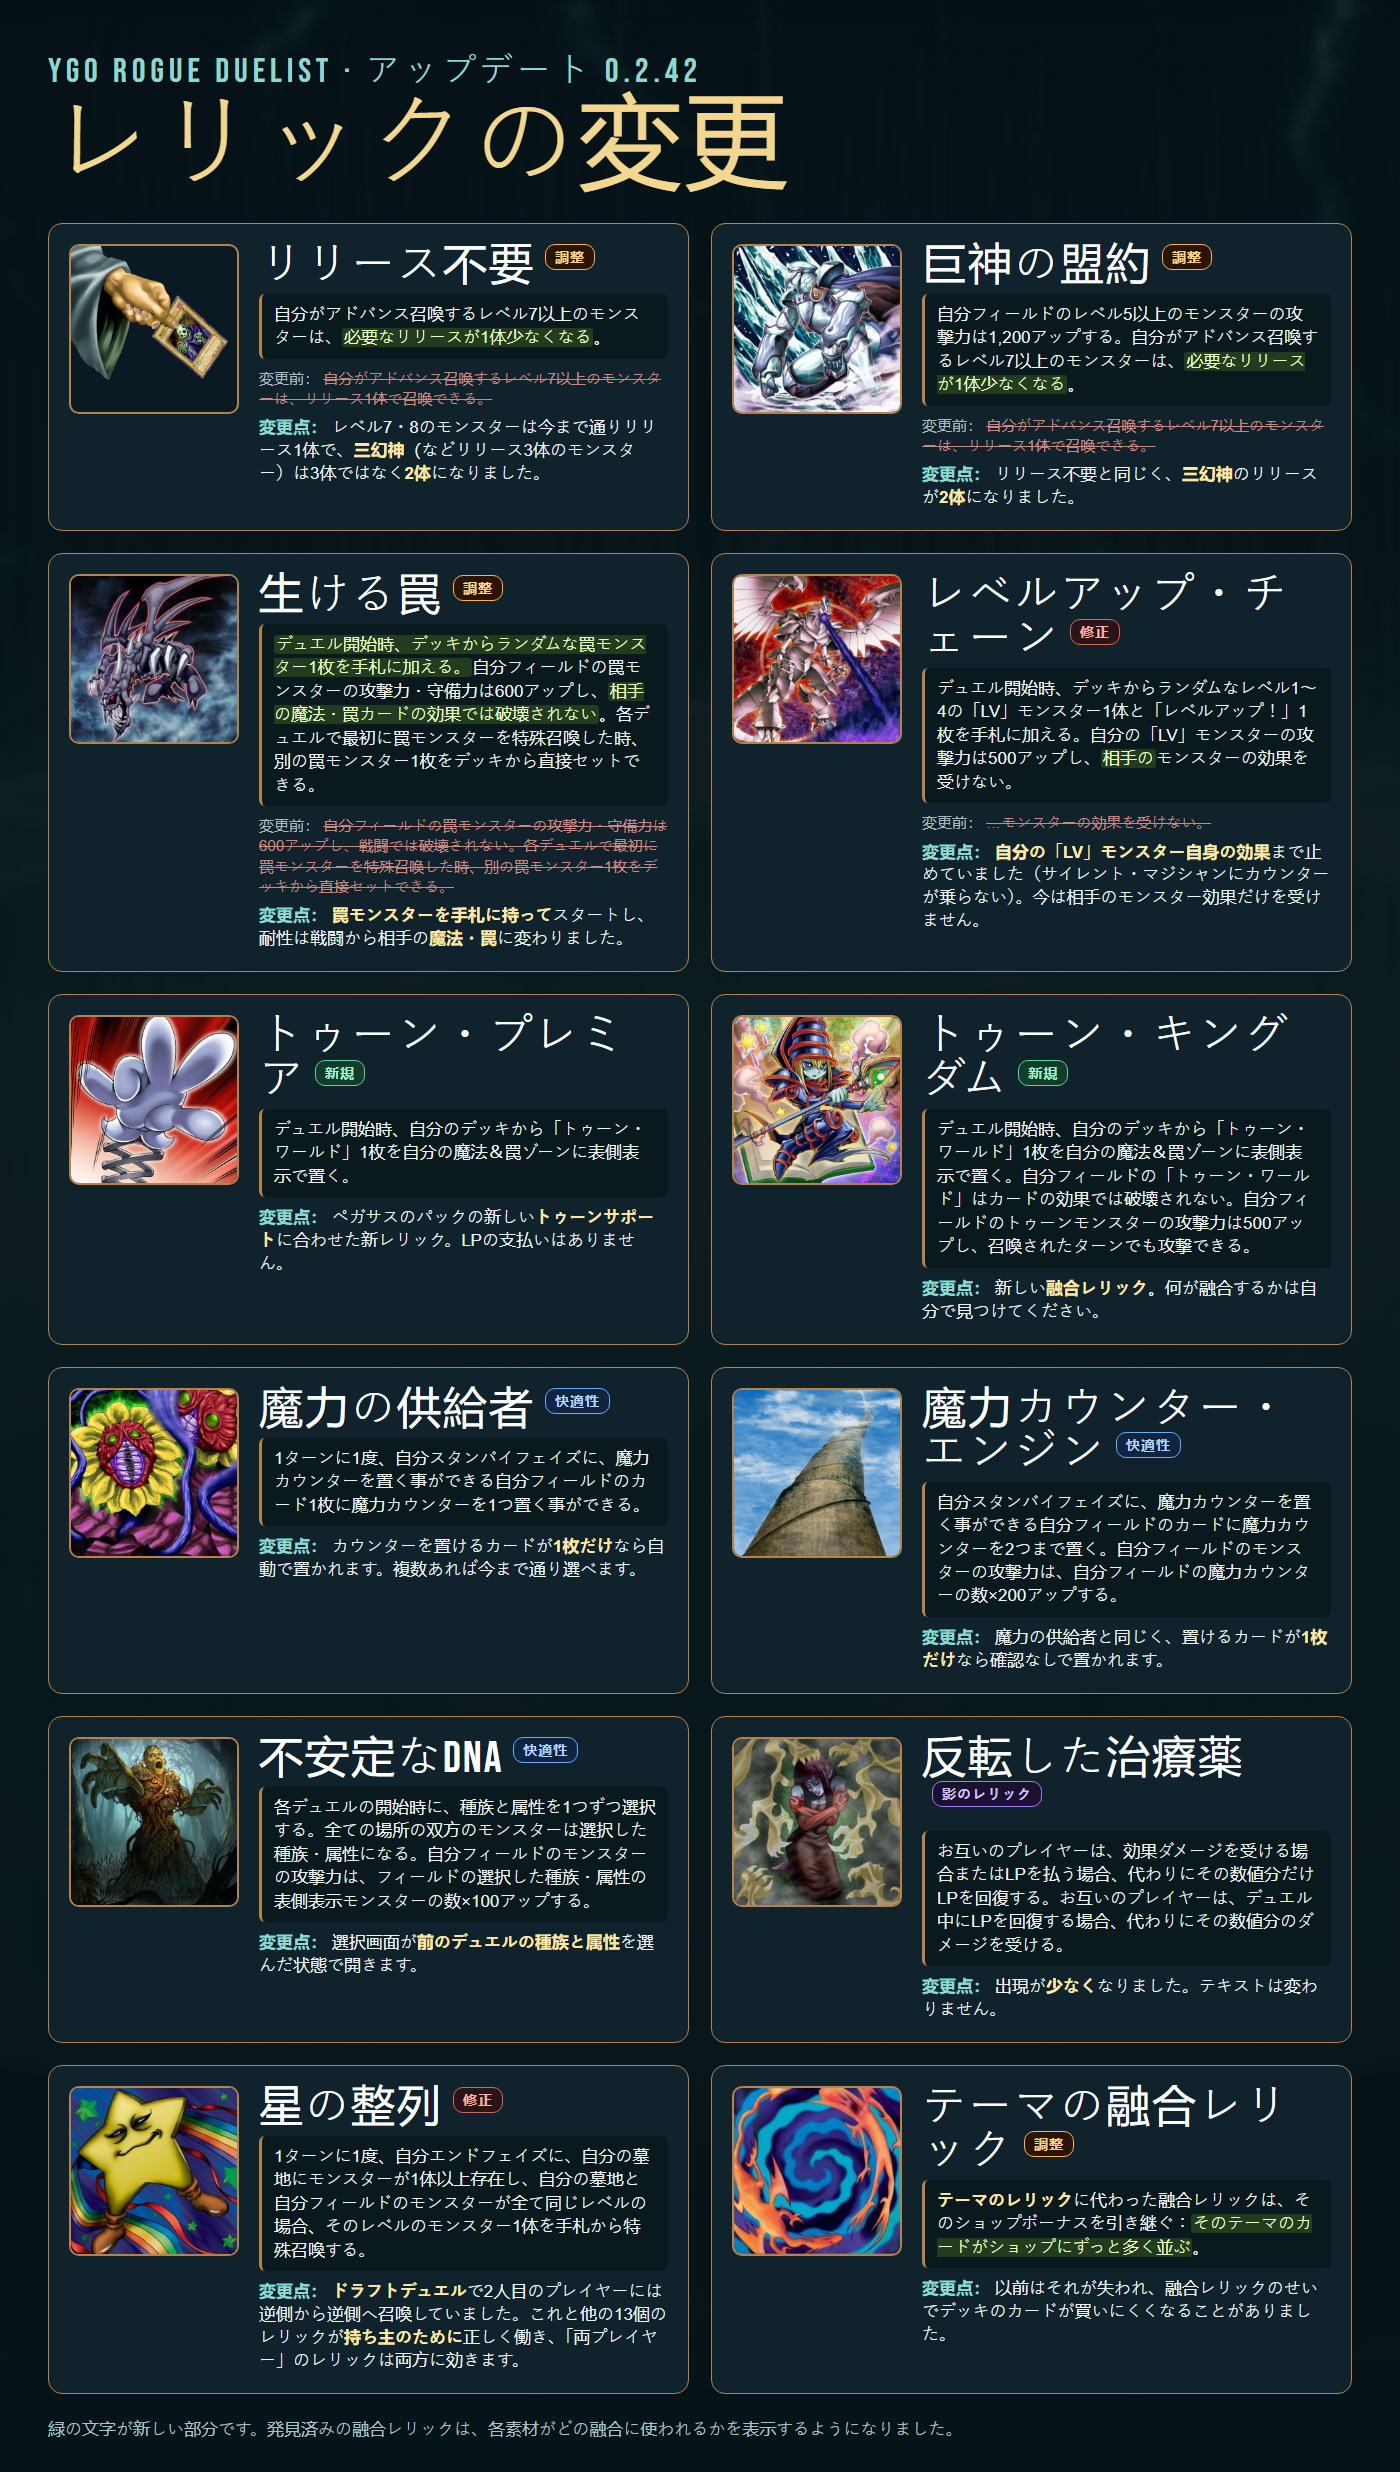 YGO ROGUE DUELIST · アップデート 0.2.42
レリックの変更
リリース不要 調整
自分がアドバンス召喚するレベル7以上のモンス
ターは、必要なリリースが1体少なくなる。
変更前: 自分がアドバンス召喚するレベル7以上のモンスタ
ーは、リリース1体で召喚できる。
変更点: レベル7・8のモンスターは今まで通りリリ
ース1体で、三幻神（などリリース3体のモンスタ
ー）は3体ではなく2体になりました。
巨神の盟約 調整
自分フィールドのレベル5以上のモンスターの攻
撃力は1,200アップする。自分がアドバンス召喚す
るレベル7以上のモンスターは、必要なリリース
が1体少なくなる。
変更前: 自分がアドバンス召喚するレベル7以上のモンスタ
ーは、リリース1体で召喚できる。
変更点: リリース不要と同じく、三幻神のリリース
が2体になりました。
生ける罠 調整
デュエル開始時、デッキからランダムな罠モンス
ター1枚を手札に加える。自分フィールドの罠モ
ンスターの攻撃力・守備力は600アップし、相手
の魔法・罠カードの効果では破壊されない。各デ
ュエルで最初に罠モンスターを特殊召喚した時、
別の罠モンスター1枚をデッキから直接セットで
きる。
変更前: 自分フィールドの罠モンスターの攻撃力・守備力は
600アップし、戦闘では破壊されない。各デュエルで最初に
罠モンスターを特殊召喚した時、別の罠モンスター1枚をデ
ッキから直接セットできる。
変更点: 罠モンスターを手札に持ってスタートし、
耐性は戦闘から相手の魔法・罠に変わりました。
レベルアップ・チ
ェーン 修正
デュエル開始時、デッキからランダムなレベル1〜
4の「LV」モンスター1体と「レベルアップ！」1
枚を手札に加える。自分の「LV」モンスターの攻
撃力は500アップし、相手のモンスターの効果を
受けない。
変更前: …モンスターの効果を受けない。
変更点: 自分の「LV」モンスター自身の効果まで止
めていました（サイレント・マジシャンにカウンター
が乗らない）。今は相手のモンスター効果だけを受け
ません。
トゥーン・プレミ
ア 新規
デュエル開始時、自分のデッキから「トゥーン・
ワールド」1枚を自分の魔法＆罠ゾーンに表側表
示で置く。
変更点: ペガサスのパックの新しいトゥーンサポー
トに合わせた新レリック。LPの支払いはありませ
ん。
トゥーン・キング
ダム 新規
デュエル開始時、自分のデッキから「トゥーン・
ワールド」1枚を自分の魔法＆罠ゾーンに表側表
示で置く。自分フィールドの「トゥーン・ワール
ド」はカードの効果では破壊されない。自分フィ
ールドのトゥーンモンスターの攻撃力は500アッ
プし、召喚されたターンでも攻撃できる。
変更点: 新しい融合レリック。何が融合するかは自
分で見つけてください。
魔力の供給者 快適性
1ターンに1度、自分スタンバイフェイズに、魔力
カウンターを置く事ができる自分フィールドのカ
ード1枚に魔力カウンターを1つ置く事ができる。
変更点: カウンターを置けるカードが1枚だけなら自
動で置かれます。複数あれば今まで通り選べます。
魔力カウンター・
エンジン 快適性
自分スタンバイフェイズに、魔力カウンターを置
く事ができる自分フィールドのカードに魔力カウ
ンターを2つまで置く。自分フィールドのモンス
ターの攻撃力は、自分フィールドの魔力カウンタ
ーの数×200アップする。
変更点: 魔力の供給者と同じく、置けるカードが1枚
だけなら確認なしで置かれます。
不安定なDNA 快適性
各デュエルの開始時に、種族と属性を1つずつ選択
する。全ての場所の双方のモンスターは選択した
種族・属性になる。自分フィールドのモンスター
の攻撃力は、フィールドの選択した種族・属性の
表側表示モンスターの数×100アップする。
変更点: 選択画面が前のデュエルの種族と属性を選
んだ状態で開きます。
反転した治療薬
影のレリック
お互いのプレイヤーは、効果ダメージを受ける場
合またはLPを払う場合、代わりにその数値分だけ
LPを回復する。お互いのプレイヤーは、デュエル
中にLPを回復する場合、代わりにその数値分のダ
メージを受ける。
変更点: 出現が少なくなりました。テキストは変わ
りません。
星の整列 修正
1ターンに1度、自分エンドフェイズに、自分の墓
地にモンスターが1体以上存在し、自分の墓地と
自分フィールドのモンスターが全て同じレベルの
場合、そのレベルのモンスター1体を手札から特
殊召喚する。
変更点: ドラフトデュエルで2人目のプレイヤーには
逆側から逆側へ召喚していました。これと他の13個の
レリックが持ち主のために正しく働き、「両プレイヤ
ー」のレリックは両方に効きます。
テーマの融合レリ
ック 調整
テーマのレリックに代わった融合レリックは、そ
のショップボーナスを引き継ぐ：そのテーマのカ
ードがショップにずっと多く並ぶ。
変更点: 以前はそれが失われ、融合レリックのせい
でデッキのカードが買いにくくなることがありまし
た。
緑の文字が新しい部分です。発見済みの融合レリックは、各素材がどの融合に使われるかを表示するようになりました。